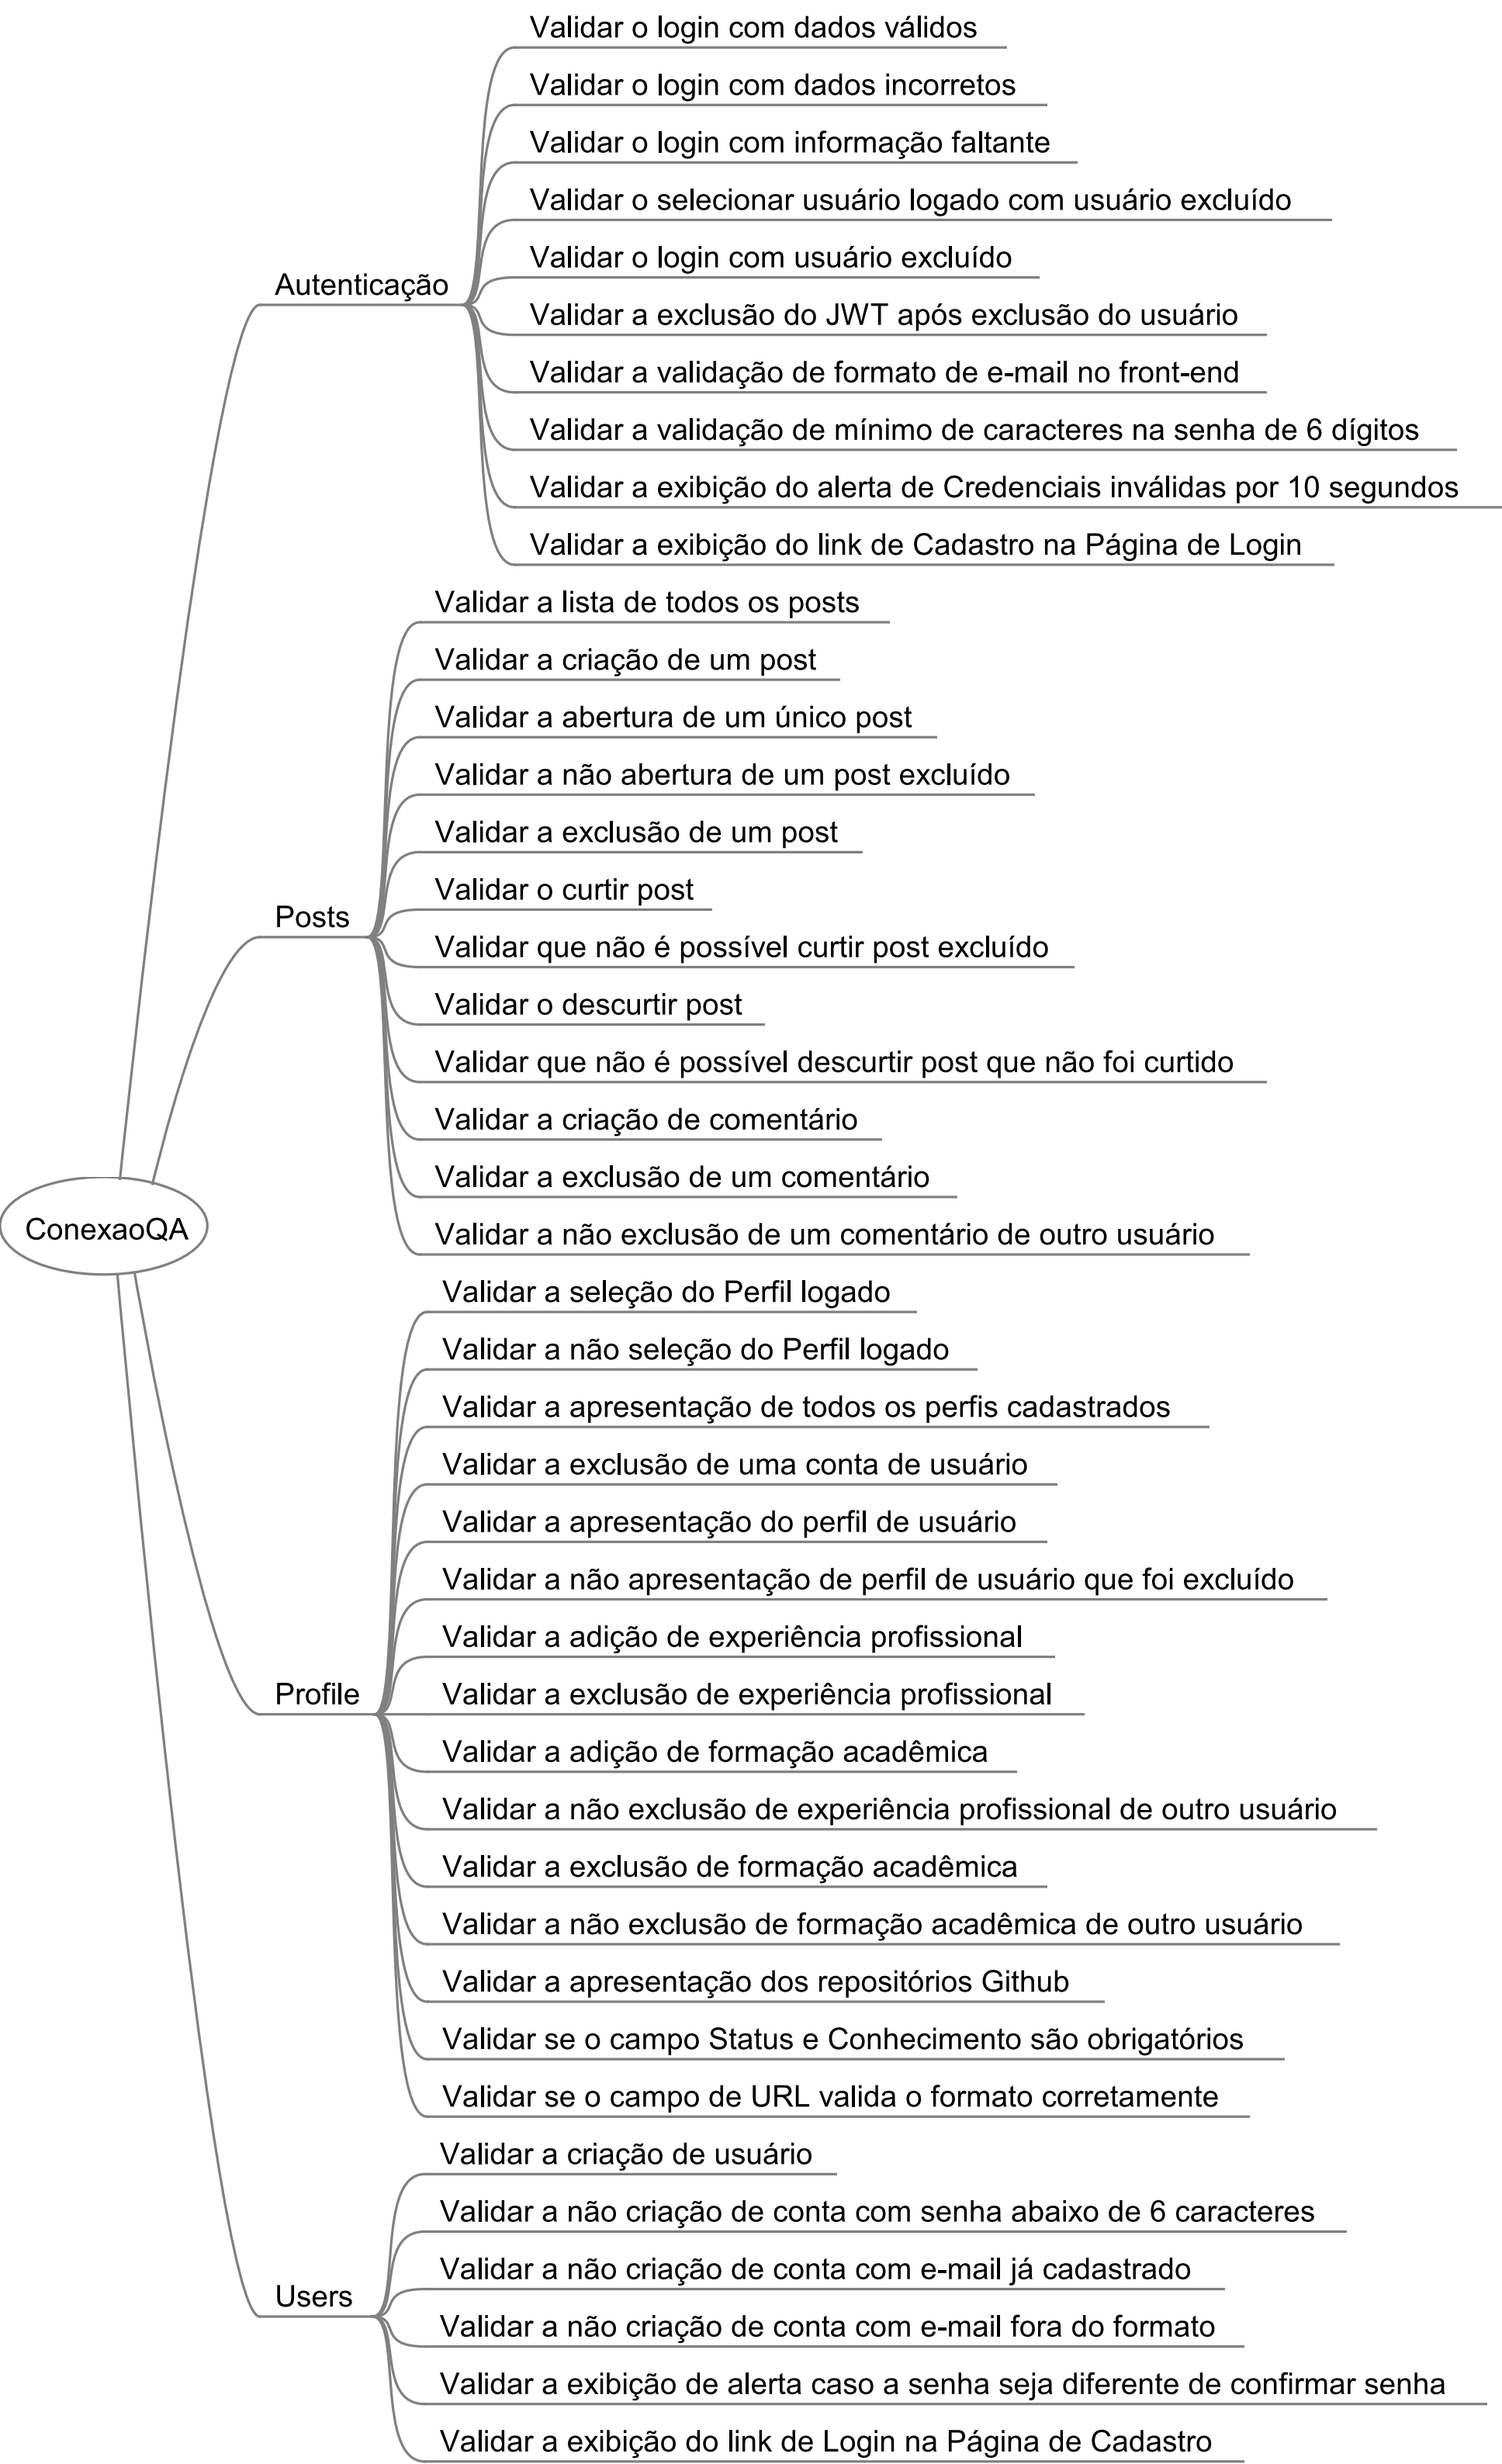 ConexaoQA
Autenticação
Validar o login com dados válidos
Validar o login com dados incorretos
Validar o login com informação faltante
Validar o selecionar usuário logado com usuário excluído
Validar o login com usuário excluído
Validar a exclusão do JWT após exclusão do usuário
Validar a validação de formato de e-mail no front-end
Validar a validação de mínimo de caracteres na senha de 6 dígitos
Validar a exibição do alerta de Credenciais inválidas por 10 segundos
Validar a exibição do link de Cadastro na Página de Login
Posts
Validar a lista de todos os posts
Validar a criação de um post
Validar a abertura de um único post
Validar a não abertura de um post excluído
Validar a exclusão de um post
Validar o curtir post
Validar que não é possível curtir post excluído
Validar o descurtir post
Validar que não é possível descurtir post que não foi curtido
Validar a criação de comentário
Validar a exclusão de um comentário
Validar a não exclusão de um comentário de outro usuário
Profile
Validar a seleção do Perfil logado
Validar a não seleção do Perfil logado
Validar a apresentação de todos os perfis cadastrados
Validar a exclusão de uma conta de usuário
Validar a apresentação do perfil de usuário
Validar a não apresentação de perfil de usuário que foi excluído
Validar a adição de experiência profissional
Validar a exclusão de experiência profissional
Validar a adição de formação acadêmica
Validar a não exclusão de experiência profissional de outro usuário
Validar a exclusão de formação acadêmica
Validar a não exclusão de formação acadêmica de outro usuário
Validar a apresentação dos repositórios Github
Validar se o campo Status e Conhecimento são obrigatórios
Validar se o campo de URL valida o formato corretamente
Users
Validar a criação de usuário
Validar a não criação de conta com senha abaixo de 6 caracteres
Validar a não criação de conta com e-mail já cadastrado
Validar a não criação de conta com e-mail fora do formato
Validar a exibição de alerta caso a senha seja diferente de confirmar senha
Validar a exibição do link de Login na Página de Cadastro